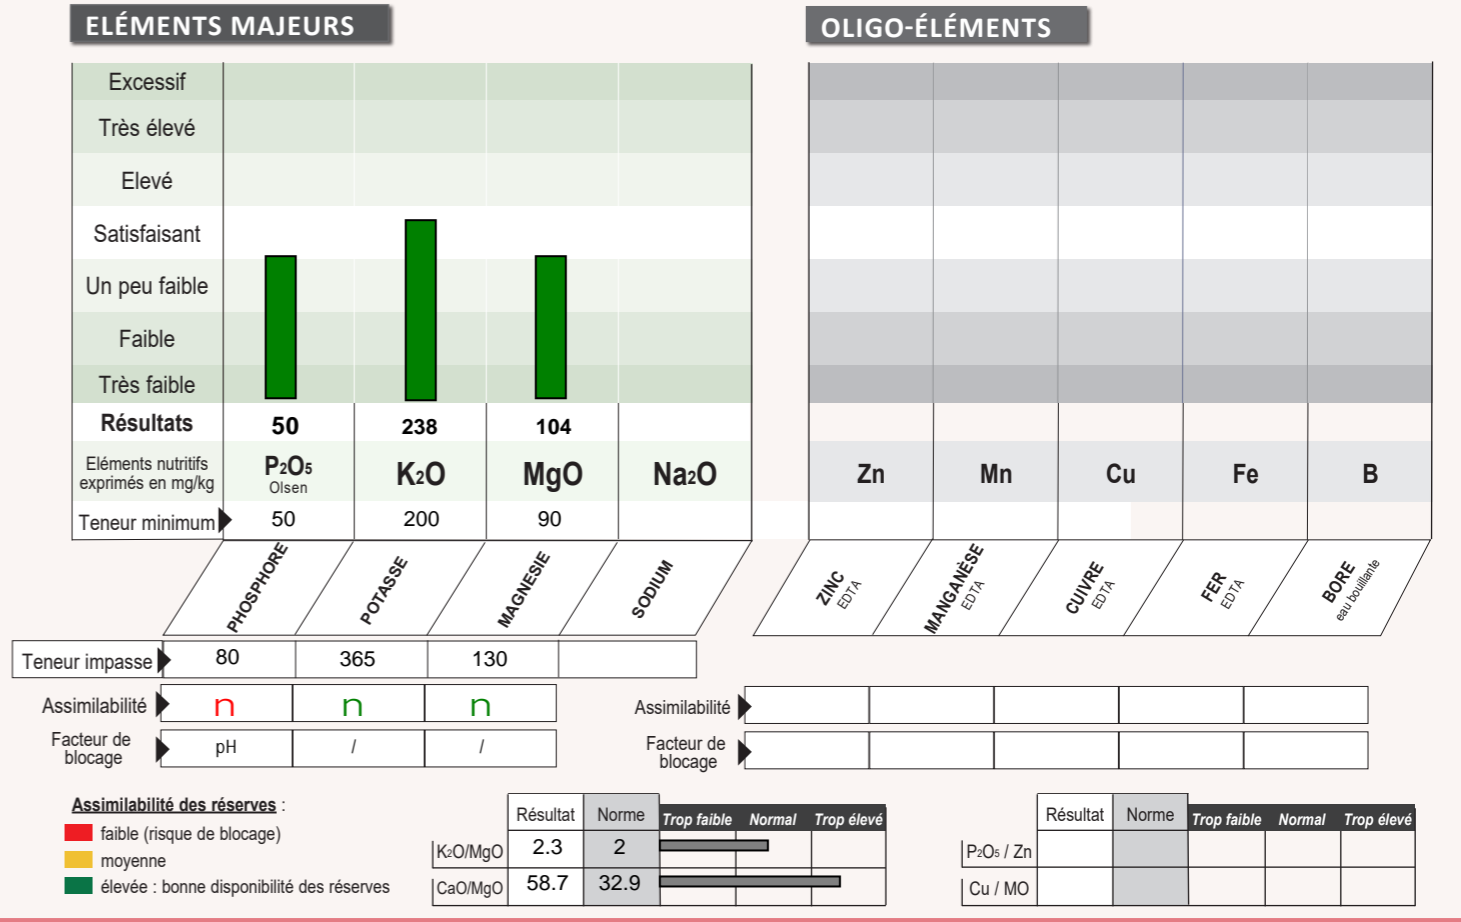 ELÉMENTS MAJEURS
OLIGO-ÉLÉMENTS
Excessif
Très élevé
Elevé
Satisfaisant
Un peu faible
Faible
Très faible
Résultats 50 238 104
Eléments nutritifs
exprimés en mg/kg
P2O5 K2O MgO Na2O
Olsen
Zn Mn Cu Fe B
Teneur minimum 50 200 90
PHOSPHORE
POTASSE
MAGNESIE
SODIUM
ZINC
EDTA
MANGANÈSE
EDTA
CUIVRE
EDTA
FER
EDTA
BORE
eau bouillante
Teneur impasse 80 365 130
Assimilabilité n n n
Facteur de
blocage
pH / /
Assimilabilité
Facteur de
blocage
Assimilabilité des réserves :
faible (risque de blocage)
moyenne
élevée : bonne disponibilité des réserves
Résultat Norme Trop faible Normal Trop élevé
K2O/MgO 2.3 2
CaO/MgO 58.7 32.9
Résultat Norme Trop faible Normal Trop élevé
P2O5 / Zn
Cu / MO